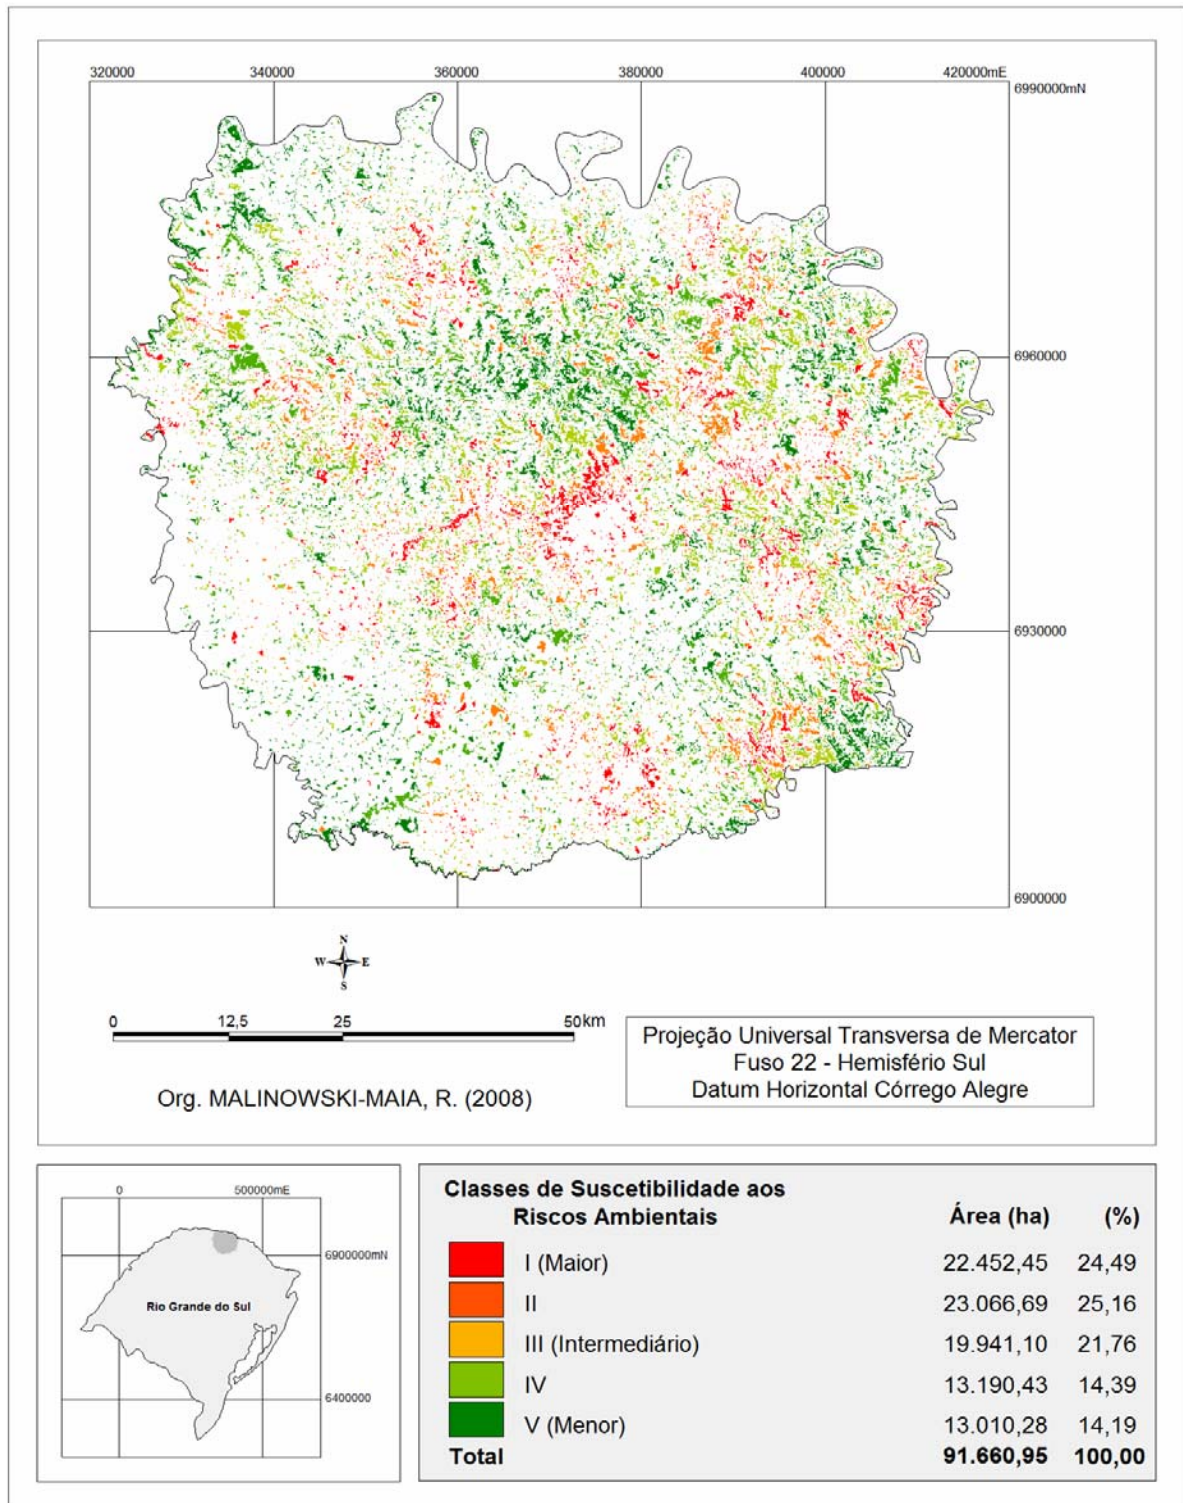 320000 340000 360000 380000 400000 420000mE
6990000mN
6960000
6930000
6900000
N
W E
S
0 12,5 25 50km
Projeção Universal Transversa de Mercator
Fuso 22 - Hemisfério Sul
Datum Horizontal Córrego Alegre
Org. MALINOWSKI-MAIA, R. (2008)
0 500000mE
6900000mN
Rio Grande do Sul
6400000
Classes de Suscetibilidade aos
Riscos Ambientais Área (ha) (%)
I (Maior) 22.452,45 24,49
II 23.066,69 25,16
III (Intermediário) 19.941,10 21,76
IV 13.190,43 14,39
V (Menor) 13.010,28 14,19
Total 91.660,95 100,00